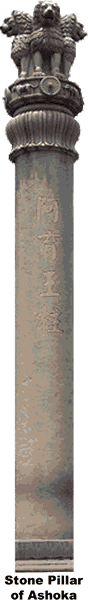 阿育王柱
Stone Pillar
of Ashoka